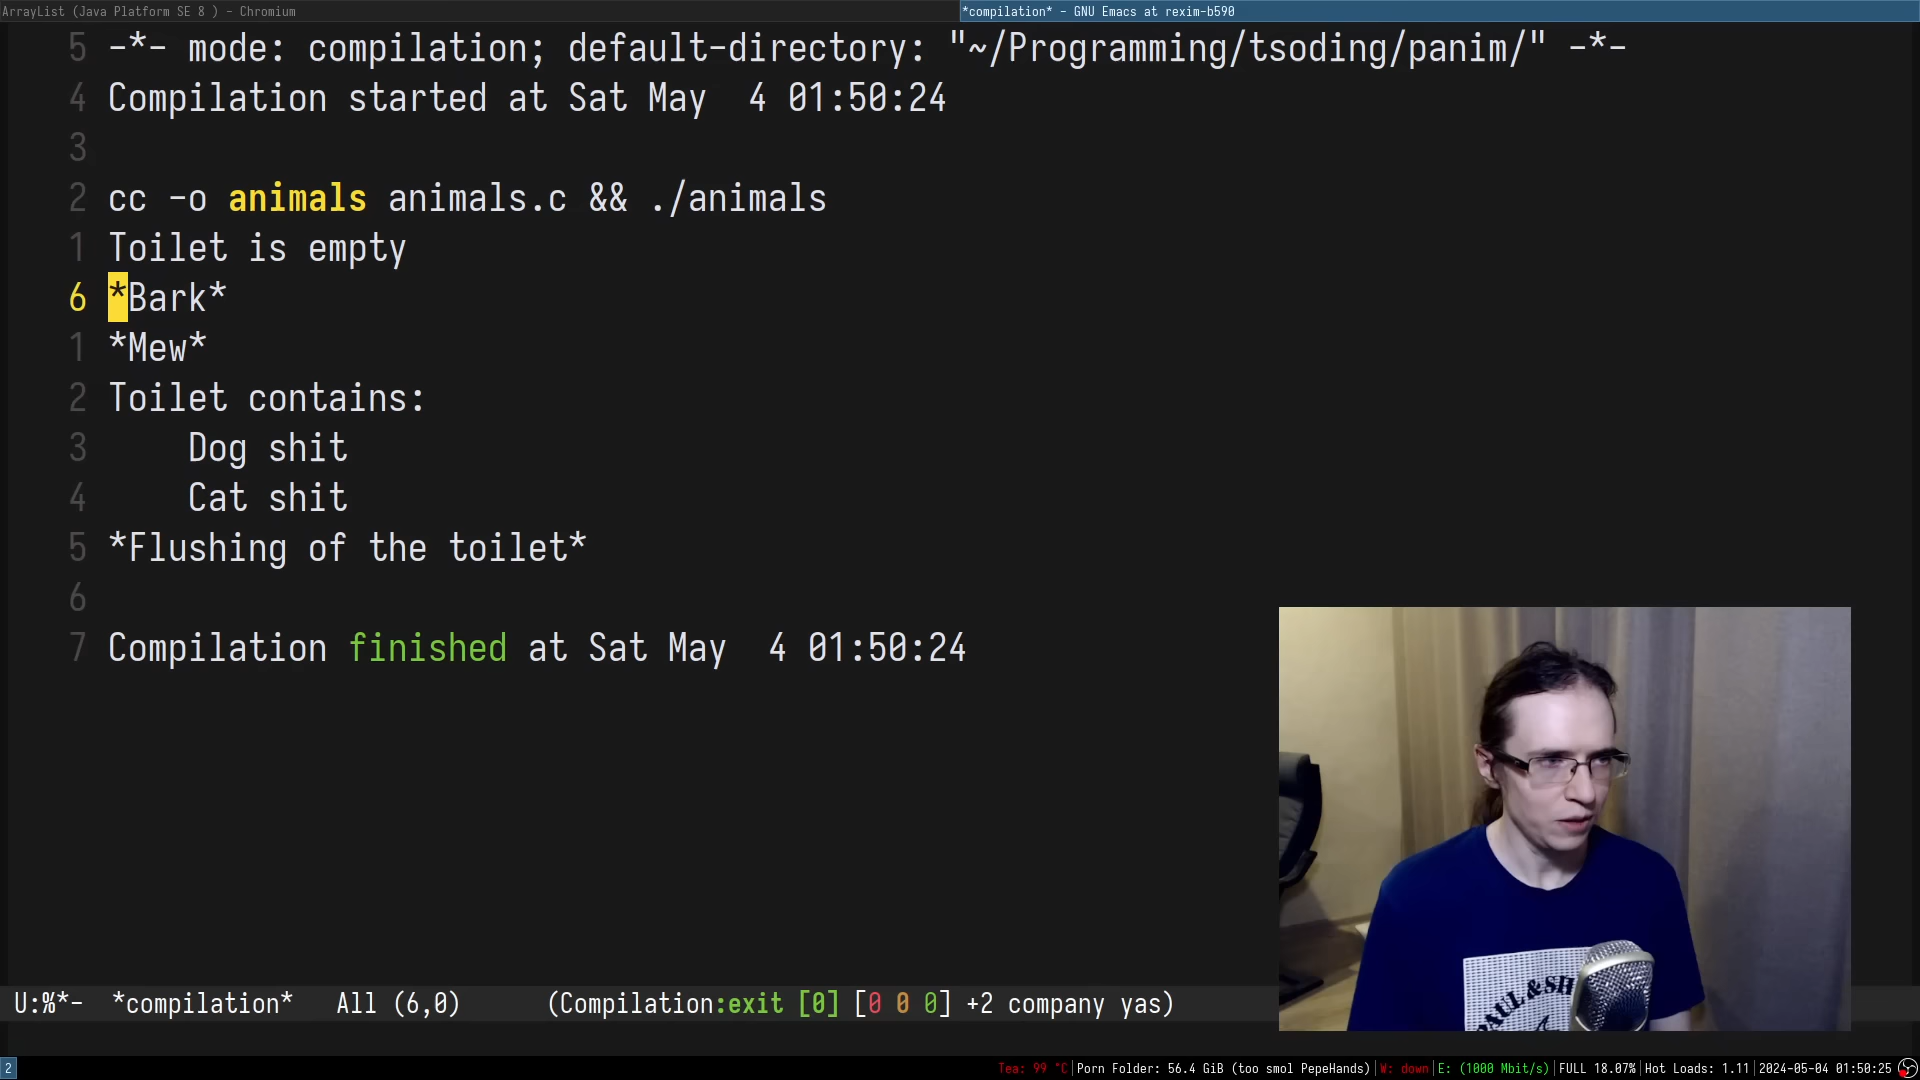 ArrayList (Java Platform SE 8 ) - Chromium
*compilation* - GNU Emacs at rexim-b590
5 -*- mode: compilation; default-directory: "~/Programming/tsoding/panim/" -*-
4 Compilation started at Sat May  4 01:50:24
3
2 cc -o animals animals.c && ./animals
1 Toilet is empty
6 *Bark*
1 *Mew*
2 Toilet contains:
3     Dog shit
4     Cat shit
5 *Flushing of the toilet*
6
7 Compilation finished at Sat May  4 01:50:24
PAUL & SH
U:%*-  *compilation*   All (6,0)     (Compilation:exit [0] [0 0 0] +2 company yas)
2
Tea: 99 °C|Porn Folder: 56.4 GiB (too smol PepeHands)|W: down|E: (1000 Mbit/s)|FULL 18.07%|Hot Loads: 1.11|2024-05-04 01:50:25